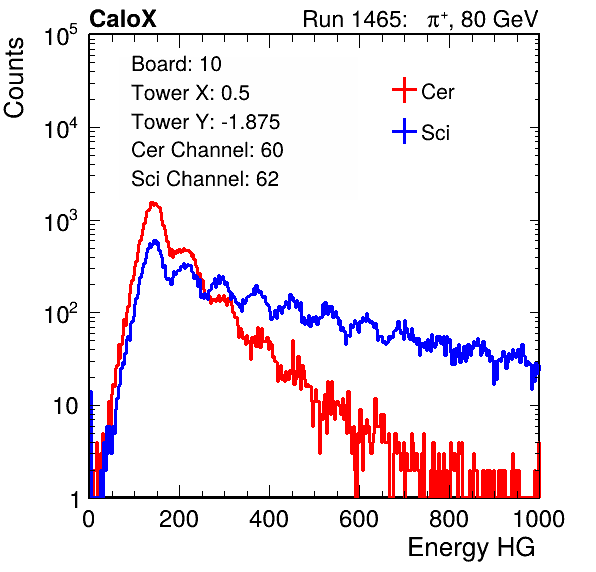 CaloX Run 1465: π⁺, 80 GeV
Counts
10⁵
10⁴
10³
10²
10
1
Board: 10
Tower X: 0.5
Tower Y: -1.875
Cer Channel: 60
Sci Channel: 62
Cer
Sci
0 200 400 600 800 1000
Energy HG